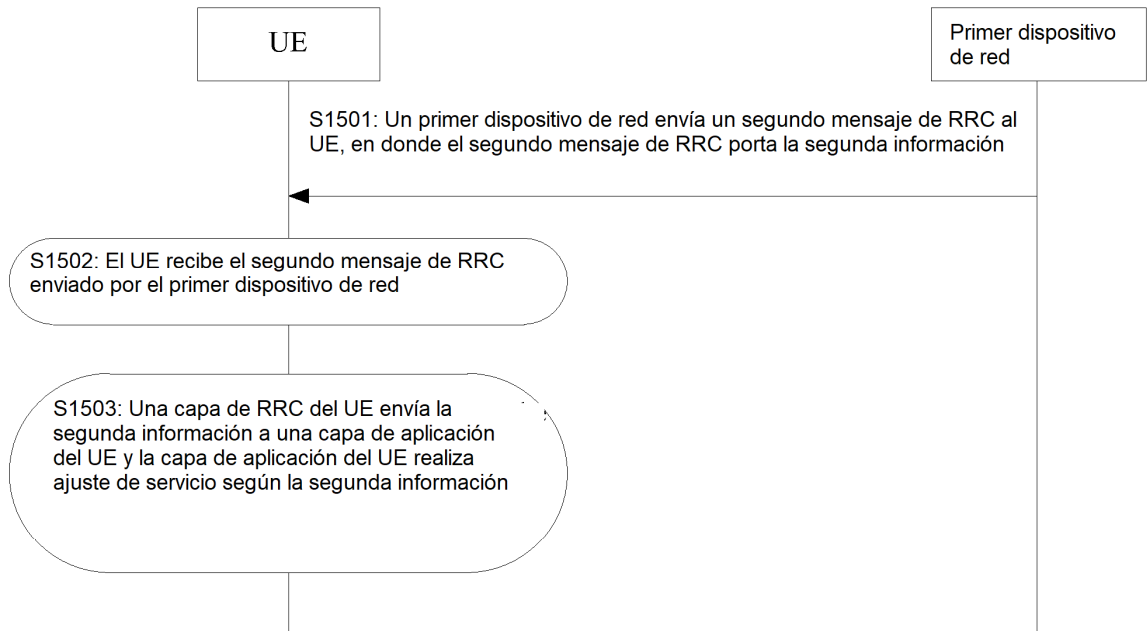 UE
Primer dispositivo
de red
S1501: Un primer dispositivo de red envía un segundo mensaje de RRC al
UE, en donde el segundo mensaje de RRC porta la segunda información
S1502: El UE recibe el segundo mensaje de RRC
enviado por el primer dispositivo de red
S1503: Una capa de RRC del UE envía la
segunda información a una capa de aplicación
del UE y la capa de aplicación del UE realiza
ajuste de servicio según la segunda información